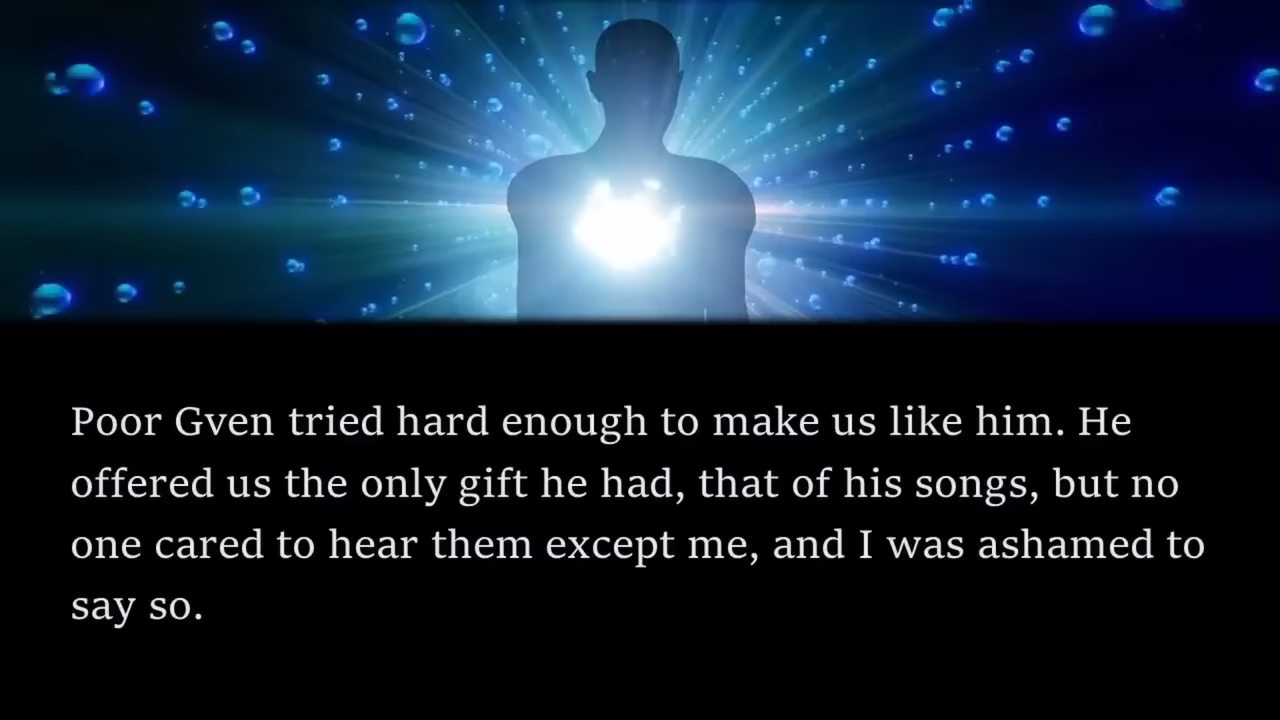 Poor Gven tried hard enough to make us like him. He
offered us the only gift he had, that of his songs, but no
one cared to hear them except me, and I was ashamed to
say so.